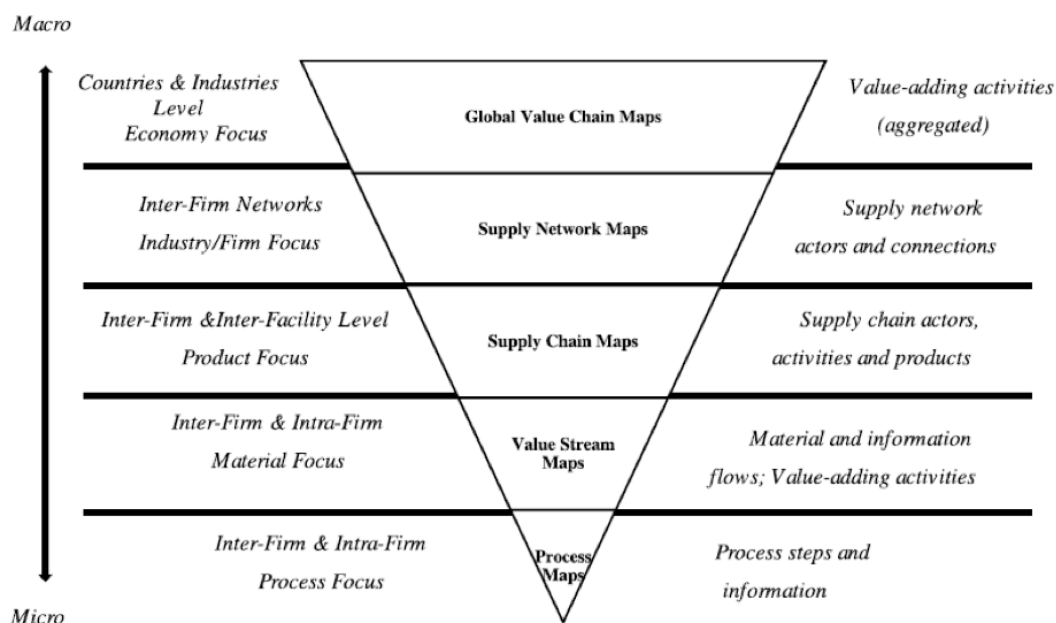 Macro
Countries & Industries
Level
Economy Focus
Global Value Chain Maps
Value-adding activities
(aggregated)
Inter-Firm Networks
Industry/Firm Focus
Supply Network Maps
Supply network
actors and connections
Inter-Firm &Inter-Facility Level
Product Focus
Supply Chain Maps
Supply chain actors,
activities and products
Inter-Firm & Intra-Firm
Material Focus
Value Stream
Maps
Material and information
flows; Value-adding activities
Inter-Firm & Intra-Firm
Process Focus
Process
Maps
Process steps and
information
Micro